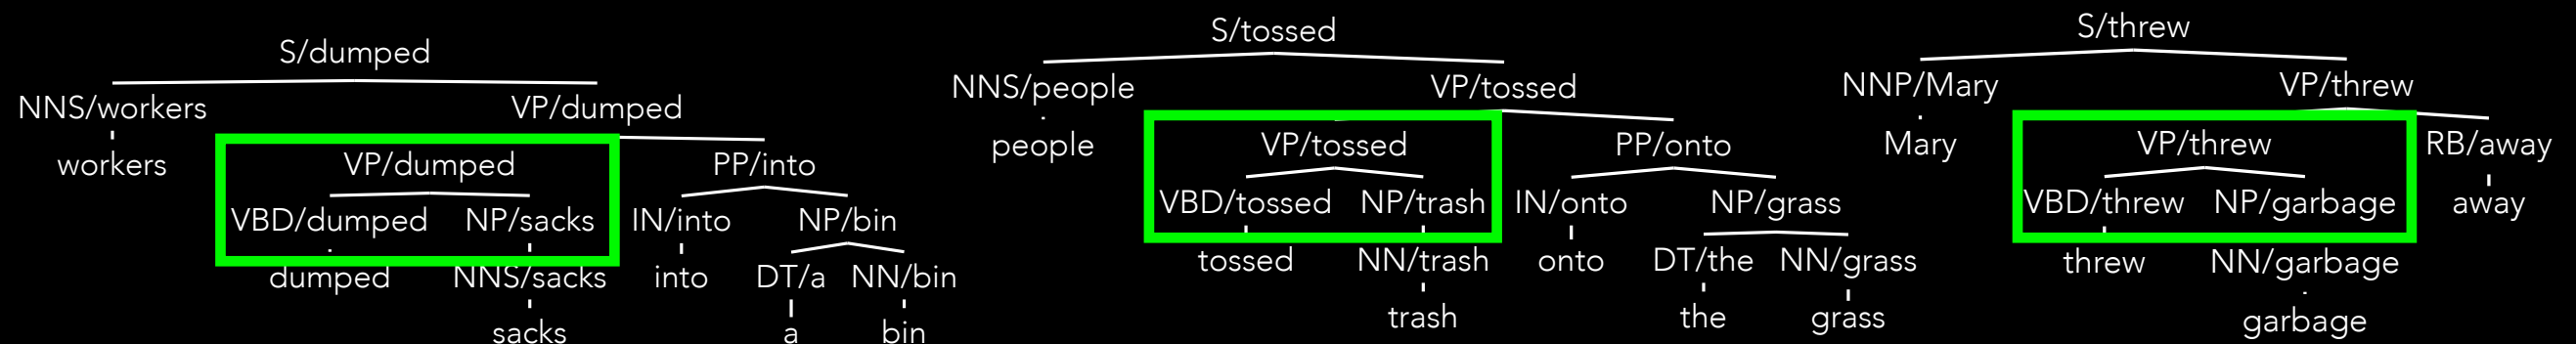 S/dumped
NNS/workers VP/dumped
workers VP/dumped PP/into
VBD/dumped NP/sacks IN/into NP/bin
dumped NNS/sacks into DT/a NN/bin
sacks a bin
S/tossed
NNS/people VP/tossed
people VP/tossed PP/onto
VBD/tossed NP/trash IN/onto NP/grass
tossed NN/trash onto DT/the NN/grass
trash the grass
S/threw
NNP/Mary VP/threw
Mary VP/threw RB/away
VBD/threw NP/garbage away
threw NN/garbage
garbage